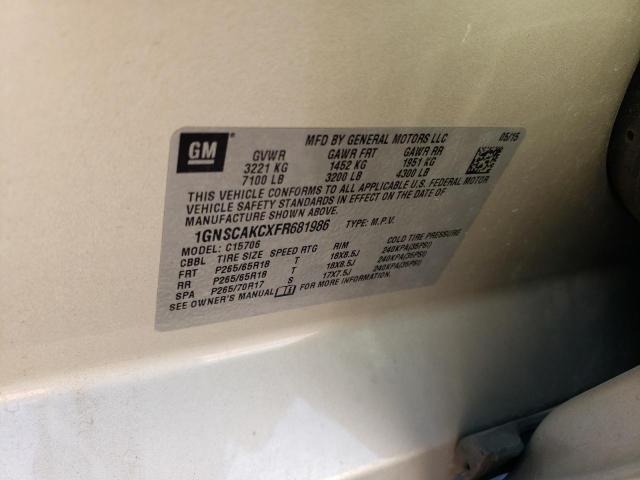 GM
MFD BY GENERAL MOTORS LLC 05/15
GVWR GAWR FRT GAWR RR
3221 KG 1452 KG 1951 KG
7100 LB 3200 LB 4300 LB
THIS VEHICLE CONFORMS TO ALL APPLICABLE U.S. FEDERAL MOTOR
VEHICLE SAFETY STANDARDS IN EFFECT ON THE DATE OF
MANUFACTURE SHOWN ABOVE.
1GNSCAKCXFR681986 TYPE: M.P.V.
MODEL: C15706
CBBL TIRE SIZE SPEED RTG RIM COLD TIRE PRESSURE
FRT P265/65R18 T 18X8.5J 240KPA(35PSI)
RR P265/65R18 T 18X8.5J 240KPA(35PSI)
SPA P265/70R17 S 17X7.5J 240KPA(35PSI)
SEE OWNER'S MANUAL FOR MORE INFORMATION.